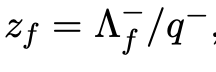 $z_f = \Lambda_f^- / q^-,$